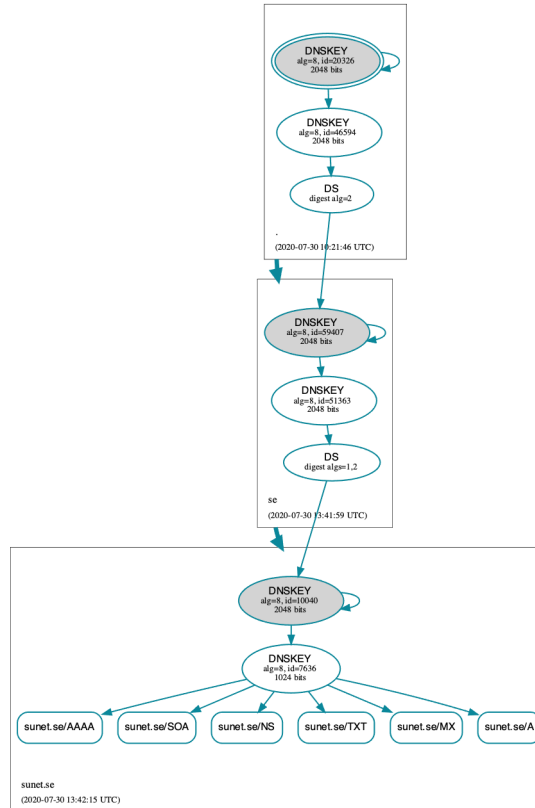 DNSKEY
alg=8, id=20326
2048 bits
DNSKEY
alg=8, id=46594
2048 bits
DS
digest alg=2
.
(2020-07-30 10:21:46 UTC)
DNSKEY
alg=8, id=59407
2048 bits
DNSKEY
alg=8, id=51363
2048 bits
DS
digest algs=1,2
se
(2020-07-30 13:41:59 UTC)
DNSKEY
alg=8, id=10040
2048 bits
DNSKEY
alg=8, id=7636
1024 bits
sunet.se/AAAA sunet.se/SOA sunet.se/NS sunet.se/TXT sunet.se/MX sunet.se/A
sunet.se
(2020-07-30 13:42:15 UTC)